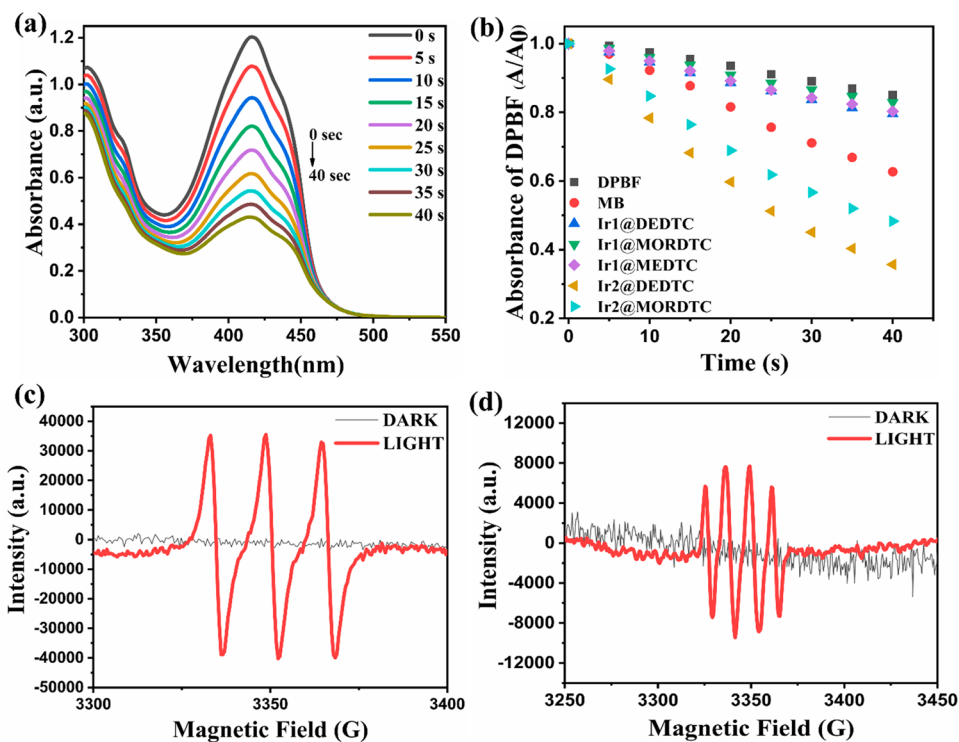 (a)
Absorbance (a.u.)
1.2
1.0
0.8
0.6
0.4
0.2
0.0
300 350 400 450 500 550
Wavelength(nm)
0 s
5 s
10 s
15 s
20 s
25 s
30 s
35 s
40 s
0 sec
40 sec
(b)
Absorbance of DPBF (A/A0)
1.0
0.8
0.6
0.4
0.2
0 10 20 30 40
Time (s)
DPBF
MB
Ir1@DEDTC
Ir1@MORDTC
Ir1@MEDTC
Ir2@DEDTC
Ir2@MORDTC
(c)
Intensity (a.u.)
40000
30000
20000
10000
0
-10000
-20000
-30000
-40000
-50000
3300 3350 3400
Magnetic Field (G)
DARK
LIGHT
(d)
Intensity (a.u.)
12000
8000
4000
0
-4000
-8000
-12000
3250 3300 3350 3400 3450
Magnetic Field (G)
DARK
LIGHT